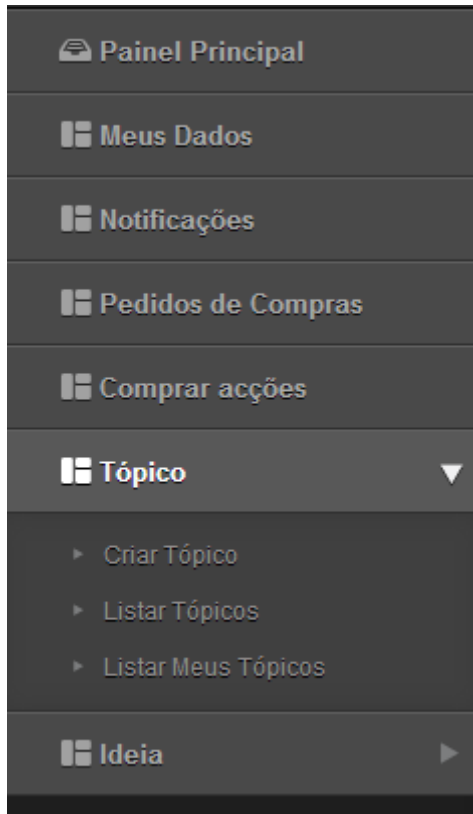 Painel Principal
Meus Dados
Notificações
Pedidos de Compras
Comprar acções
Tópico
Criar Tópico
Listar Tópicos
Listar Meus Tópicos
Ideia